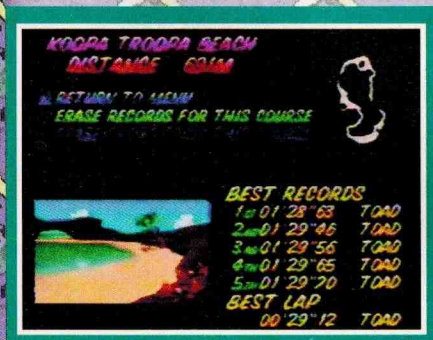 KOOPA TROOPA BEACH
DISTANCE 691M
RETURN TO MENU
ERASE RECORDS FOR THIS COURSE
BEST RECORDS
1ST 01'28"63 TOAD
2ND 01'29"46 TOAD
3RD 01'29"56 TOAD
4TH 01'29"65 TOAD
5TH 01'29"70 TOAD
BEST LAP
00'29"12 TOAD